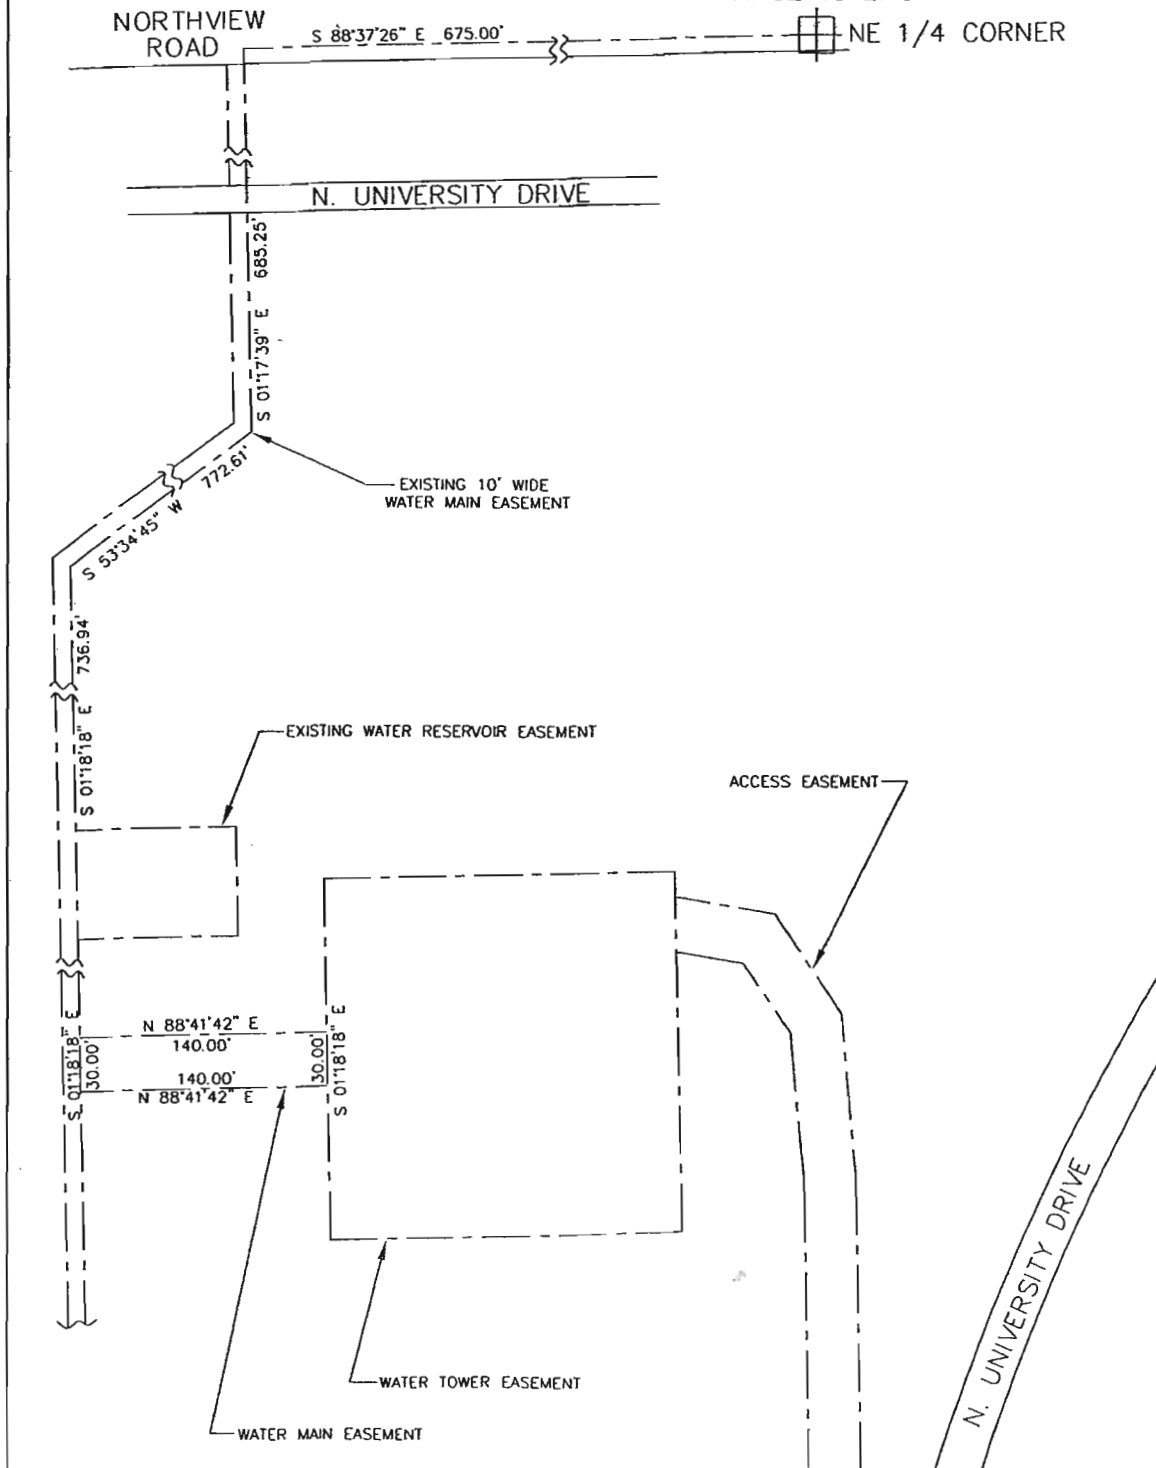 NORTHVIEW
ROAD
S 88°37'26" E 675.00'
NE 1/4 CORNER
N. UNIVERSITY DRIVE
S 01°17'39" E 685.25'
EXISTING 10' WIDE
WATER MAIN EASEMENT
S 53°34'45" W 772.61'
S 01°18'18" E 736.94'
EXISTING WATER RESERVOIR EASEMENT
ACCESS EASEMENT
N 88°41'42" E
140.00'
140.00'
N 88°41'42" E
S 01°18'18" E
30.00'
30.00'
S 01°18'18" E
N. UNIVERSITY DRIVE
WATER TOWER EASEMENT
WATER MAIN EASEMENT